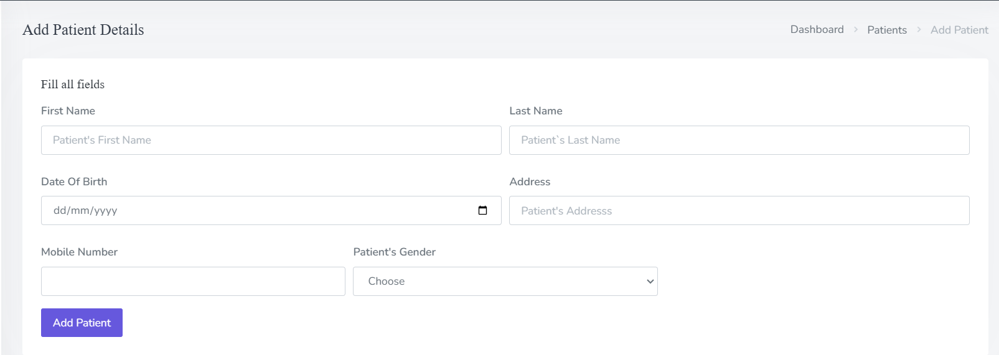 Add Patient Details
Dashboard > Patients > Add Patient
Fill all fields
First Name
Last Name
Patient's First Name
Patient`s Last Name
Date Of Birth
Address
dd/mm/yyyy
Patient's Addresss
Mobile Number
Patient's Gender
Choose
Add Patient